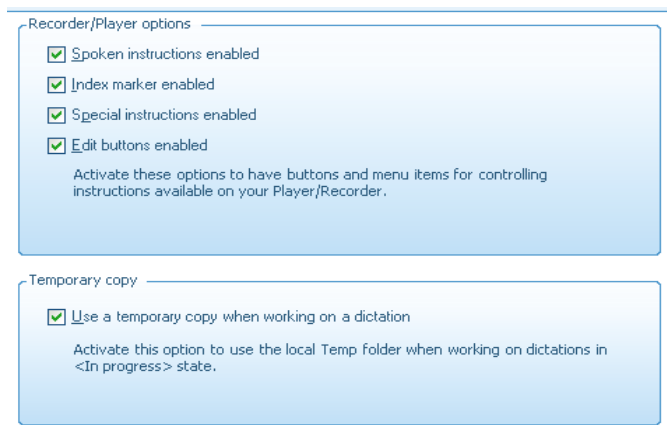 Recorder/Player options
Spoken instructions enabled
Index marker enabled
Special instructions enabled
Edit buttons enabled
Activate these options to have buttons and menu items for controlling
instructions available on your Player/Recorder.
Temporary copy
Use a temporary copy when working on a dictation
Activate this option to use the local Temp folder when working on dictations in
<In progress> state.